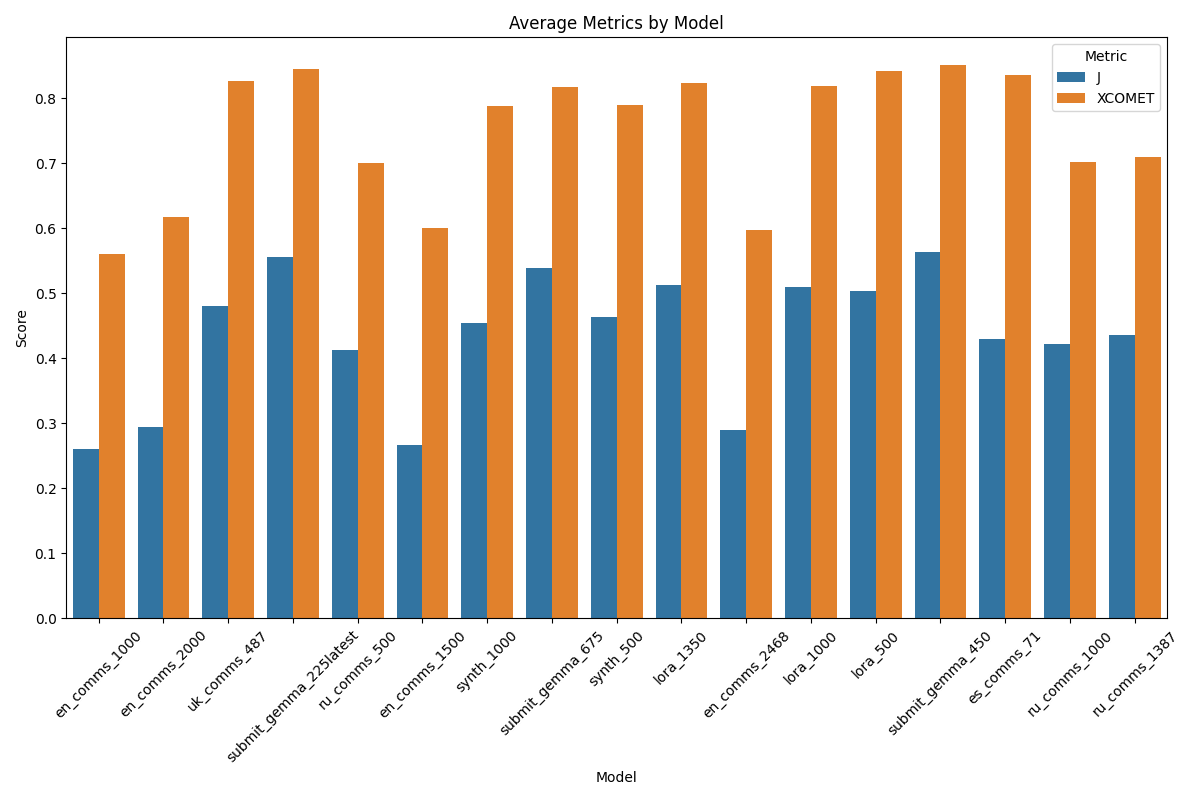 Average Metrics by Model
Metric
J
XCOMET
Score
0.8
0.7
0.6
0.5
0.4
0.3
0.2
0.1
0.0
en_comms_1000
en_comms_2000
uk_comms_487
submit_gemma_225latest
ru_comms_500
en_comms_1500
synth_1000
submit_gemma_675
synth_500
lora_1350
en_comms_2468
lora_1000
lora_500
submit_gemma_450
es_comms_71
ru_comms_1000
ru_comms_1387
Model